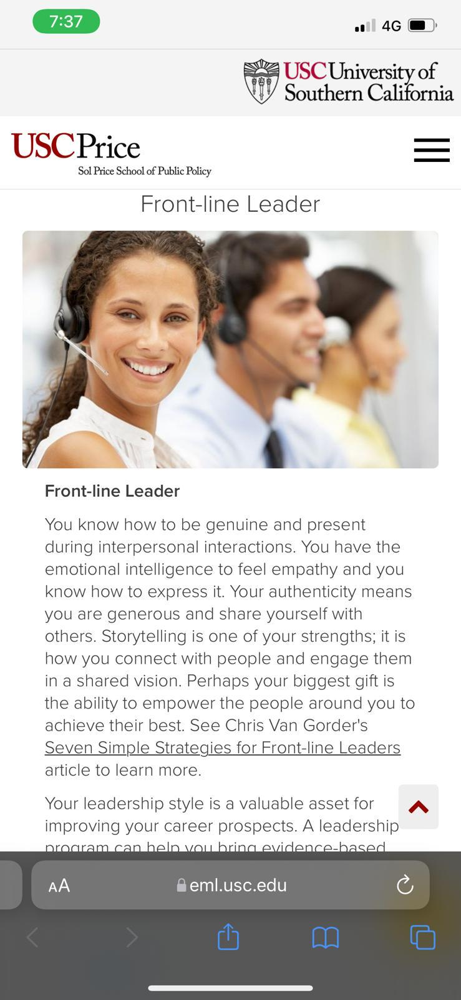 7:37
4G
USC University of
Southern California
USC Price
Sol Price School of Public Policy
Front-line Leader
Front-line Leader
You know how to be genuine and present
during interpersonal interactions. You have the
emotional intelligence to feel empathy and you
know how to express it. Your authenticity means
you are generous and share yourself with
others. Storytelling is one of your strengths; it is
how you connect with people and engage them
in a shared vision. Perhaps your biggest gift is
the ability to empower the people around you to
achieve their best. See Chris Van Gorder's
Seven Simple Strategies for Front-line Leaders
article to learn more.
Your leadership style is a valuable asset for
improving your career prospects. A leadership
program can help you bring evidence-based
AA
eml.usc.edu